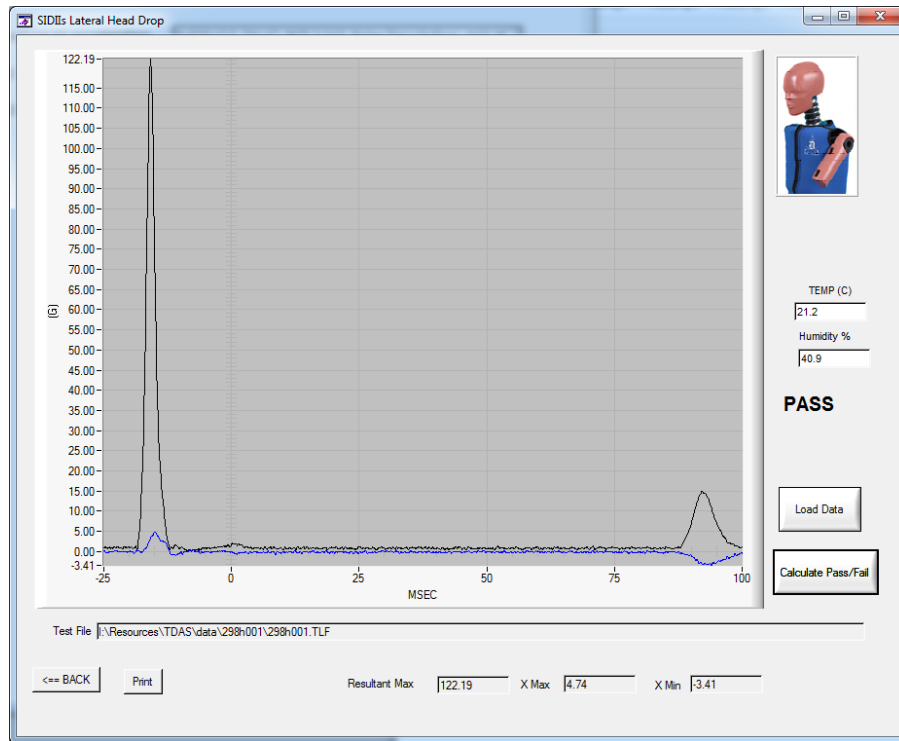 SIDIIs Lateral Head Drop
122.19
115.00
110.00
105.00
100.00
95.00
90.00
85.00
80.00
75.00
70.00
65.00
60.00
55.00
50.00
45.00
40.00
35.00
30.00
25.00
20.00
15.00
10.00
5.00
0.00
-3.41
(G)
-25 0 25 50 75 100
MSEC
TEMP (C)
21.2
Humidity %
40.9
PASS
Load Data
Calculate Pass/Fail
Test File I:\Resources\TDAS\data\298h001\298h001.TLF
<== BACK Print Resultant Max 122.19 X Max 4.74 X Min -3.41